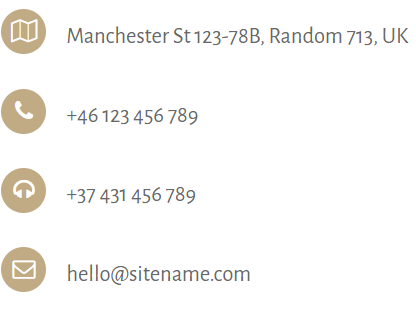 Manchester St 123-78B, Random 713, UK
+46 123 456 789
+37 431 456 789
hello@sitename.com